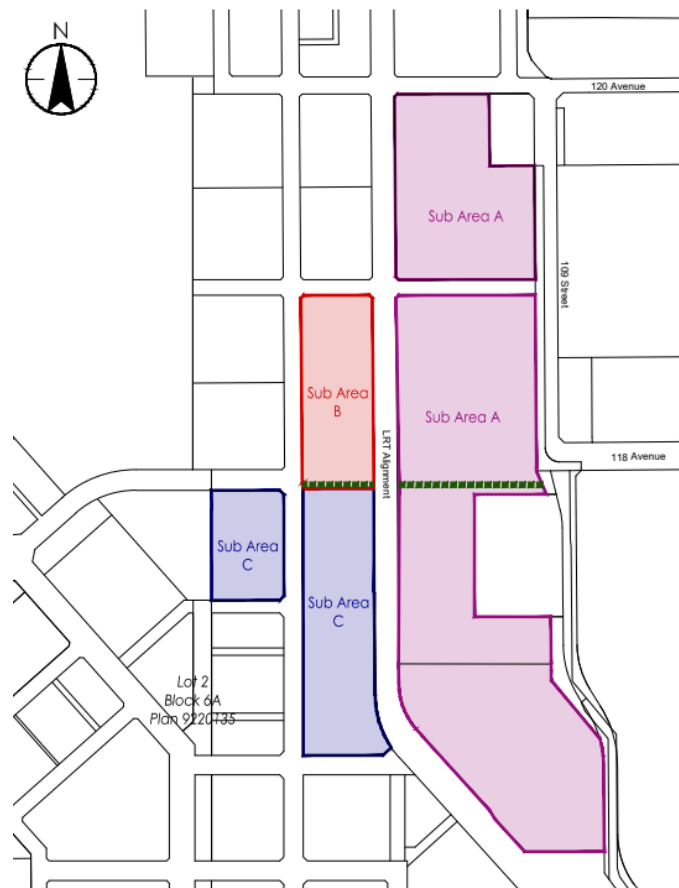 N
120 Avenue
Sub Area A
109 Street
Sub Area
B
Sub Area A
LRT Alignment
118 Avenue
Sub Area
C
Sub Area
C
Lot 2
Block 6A
Plan 9220135